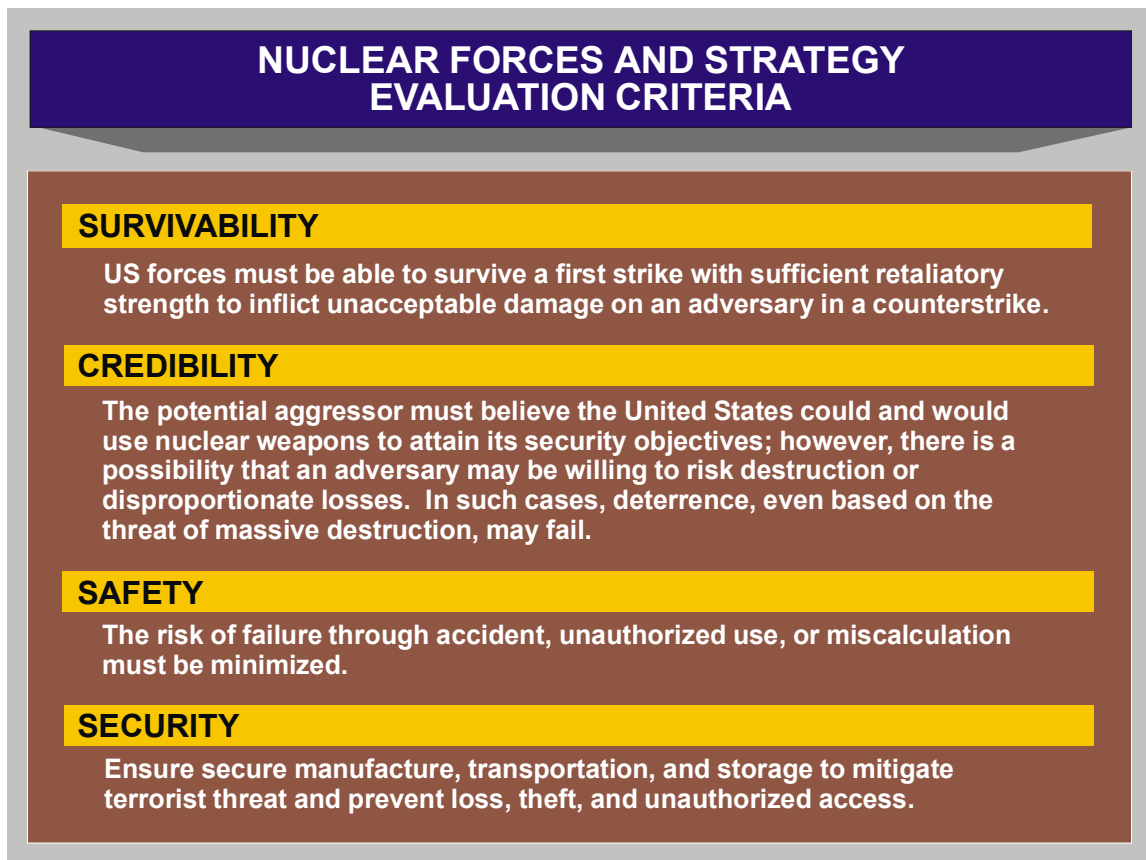 NUCLEAR FORCES AND STRATEGY
EVALUATION CRITERIA
SURVIVABILITY
US forces must be able to survive a first strike with sufficient retaliatory
strength to inflict unacceptable damage on an adversary in a counterstrike.
CREDIBILITY
The potential aggressor must believe the United States could and would
use nuclear weapons to attain its security objectives; however, there is a
possibility that an adversary may be willing to risk destruction or
disproportionate losses.  In such cases, deterrence, even based on the
threat of massive destruction, may fail.
SAFETY
The risk of failure through accident, unauthorized use, or miscalculation
must be minimized.
SECURITY
Ensure secure manufacture, transportation, and storage to mitigate
terrorist threat and prevent loss, theft, and unauthorized access.